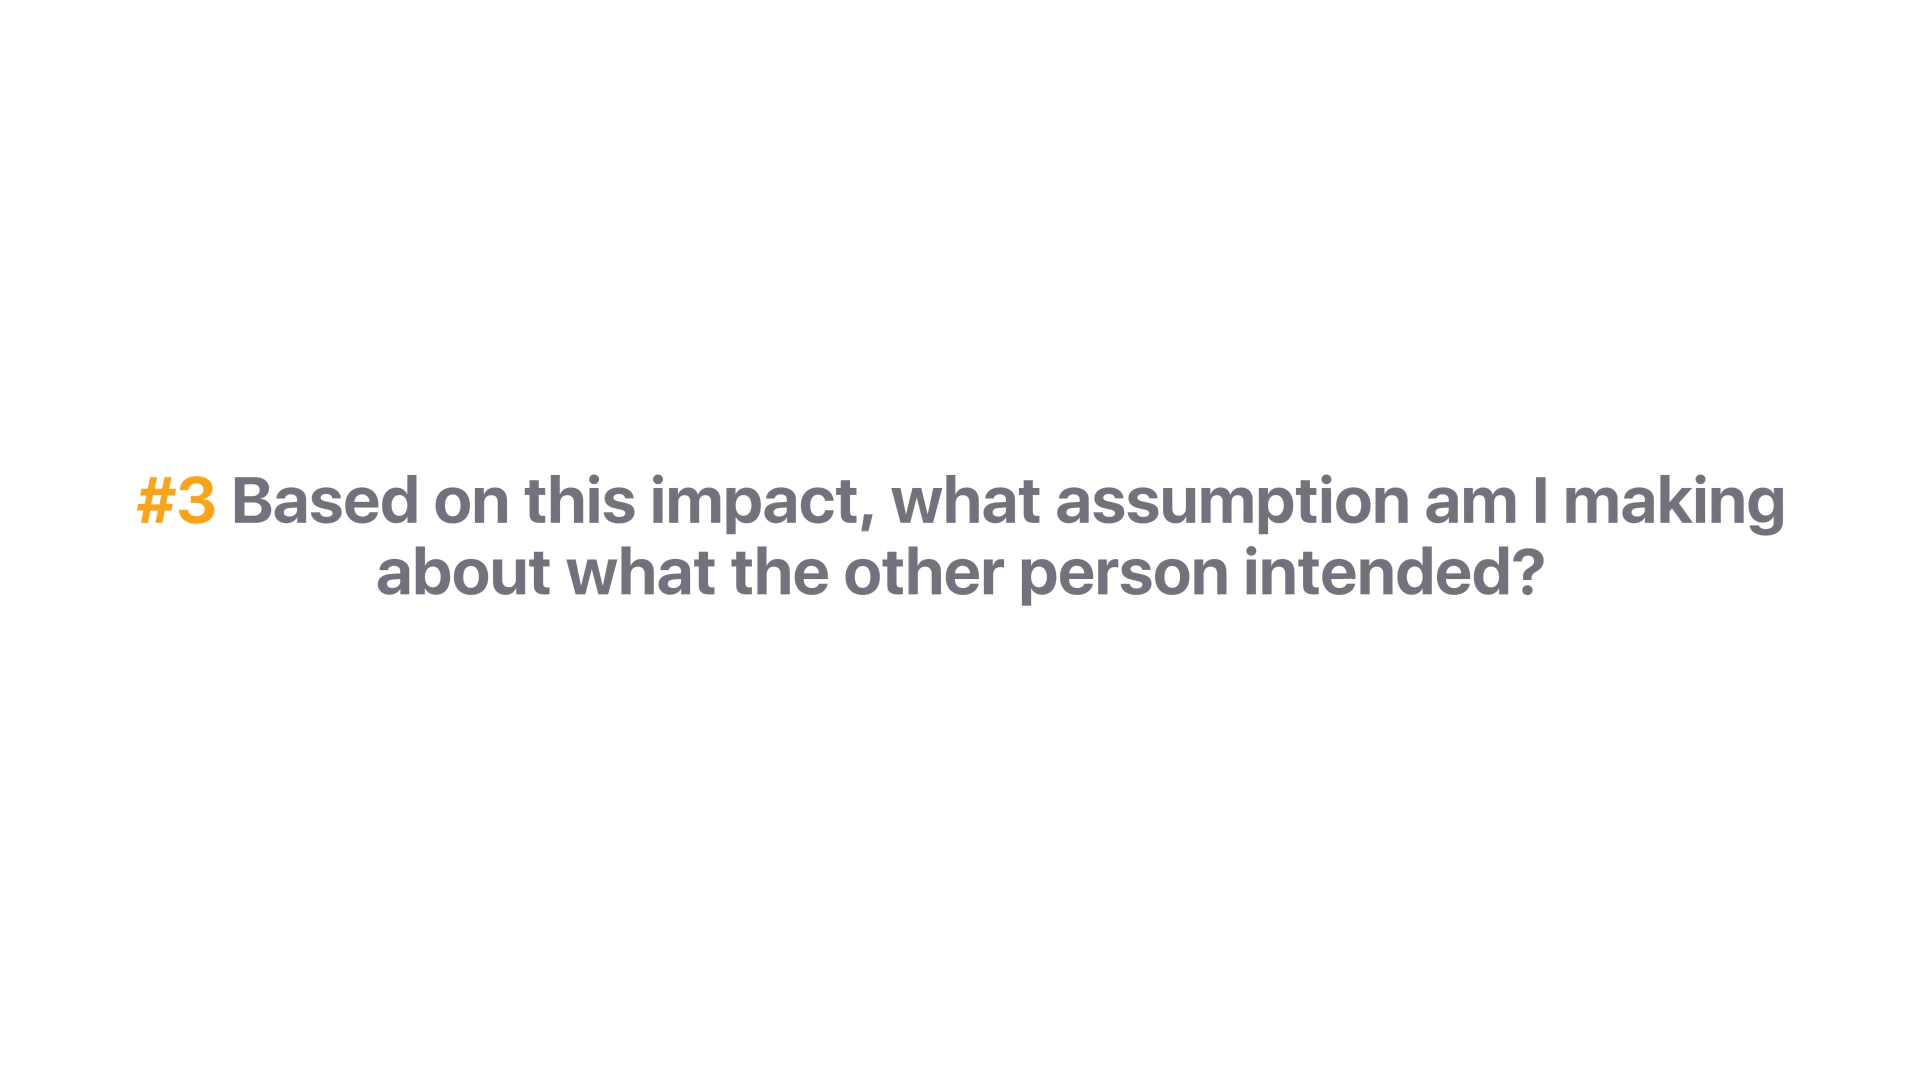 #3 Based on this impact, what assumption am I making
about what the other person intended?